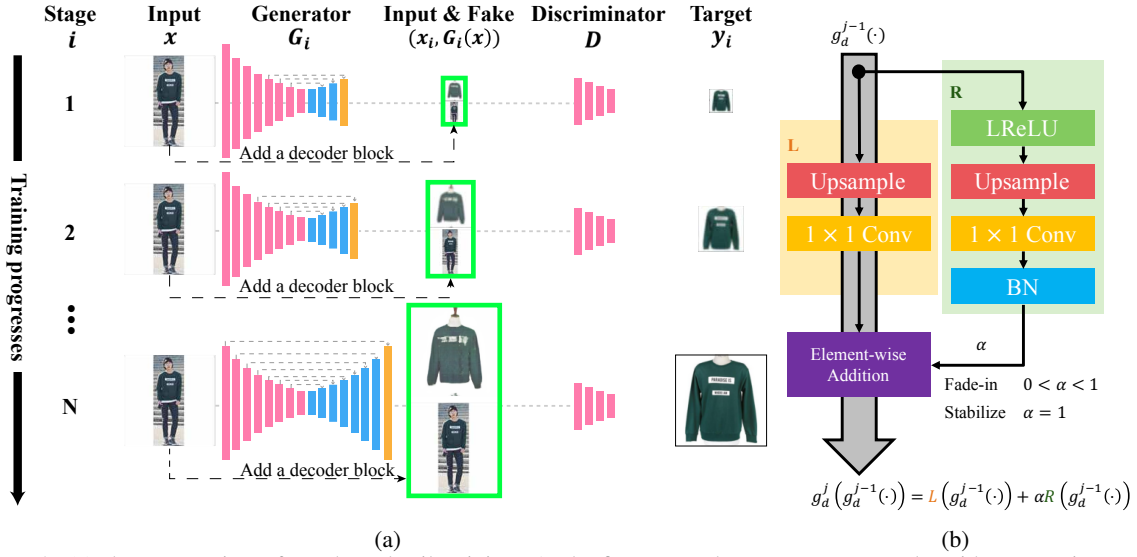 Stage Input Generator Input & Fake Discriminator Target
i x G_i (x_i, G_i(x)) D y_i
1
Add a decoder block
2
Add a decoder block
N
Add a decoder block
Training progresses
(a)
g_d^{j-1}(·)
R
L
LReLU
Upsample Upsample
1 × 1 Conv 1 × 1 Conv
BN
Element-wise
Addition
α
Fade-in 0 < α < 1
Stabilize α = 1
g_d^j (g_d^{j-1}(·)) = L (g_d^{j-1}(·)) + αR (g_d^{j-1}(·))
(b)